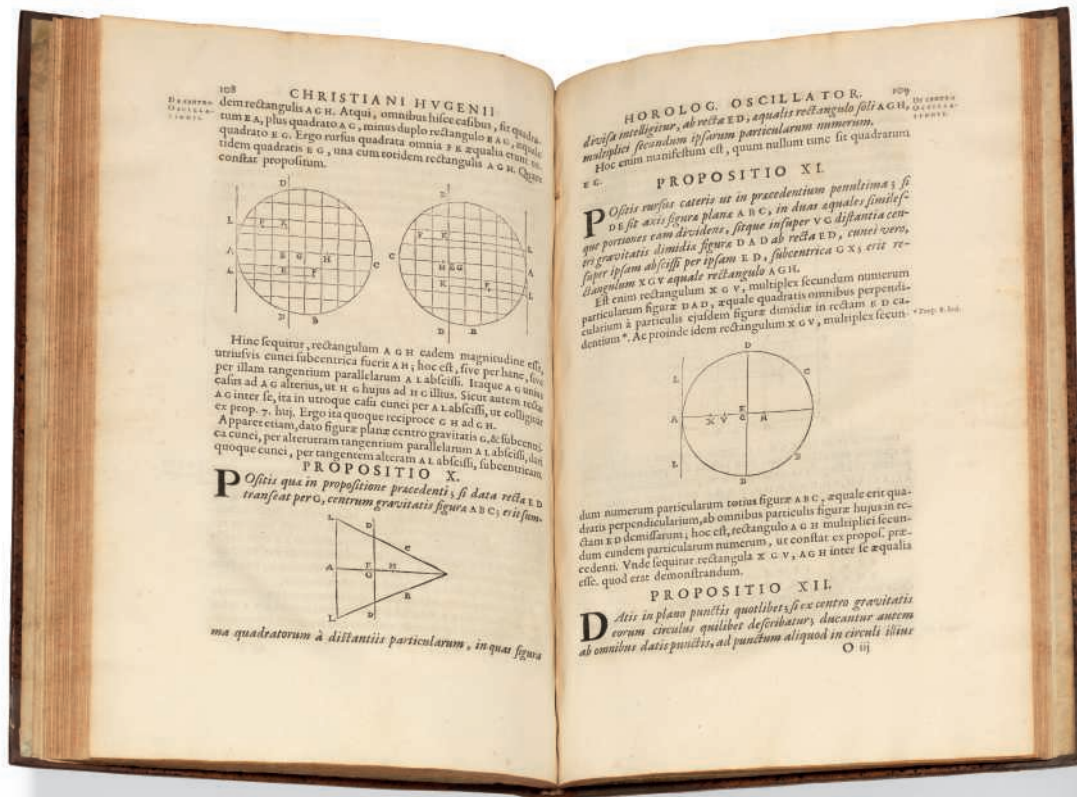 108
CHRISTIANI HVGENII
DE CENTRO
OSCILLA-
TIONIS.
dem rectangulis A G H. Atqui, omnibus hisce casibus, fit quadra-
tum E A, plus quadrato A G, minus duplo rectangulo E A G, æquale
quadrato E G. Ergo rursus quadrata omnia F K æqualia erunt to-
tidem quadratis E G, una cum totidem rectangulis A G H. Quare
constat propositum.
D
L
F F
A
E G H
C
A
E F
D
B
D
F F
L
H E G
A
K
F
L
D
B
Hinc sequitur, rectangulum A G H eadem magnitudine esse,
utriusvis cunei subcentrica fuerit A H; hoc est, sive per hanc, sive
per illam tangentium parallelarum A L abscissi. Itaque A G unius
casus ad A G alterius, ut H G hujus ad H G illius. Sicut autem rectæ
A G inter se, ita in utroque casu cunei per A L abscissi, ut colligitur
ex prop. 7. huj. Ergo ita quoque reciproce G H ad G H.
Apparet etiam, dato figuræ planæ centro gravitatis G, & subcentri-
ca cunei, per alterutram tangentium parallelarum A L abscissi, dari
quoque cunei, per tangentem alteram A L abscissi, subcentricam.
PROPOSITIO X.
POsitis quæ in propositione præcedenti; si data recta E D
transeat per G, centrum gravitatis figuræ A B C; erit sum-
L
D
C
A
E
G
H
B
L
D
ma quadratorum à distantiis particularum, in quas figura
HOROLOG. OSCILLATOR.
109
DE CENTRO
OSCILLA-
TIONIS.
divisa intelligitur, ab recta E D; æqualis rectangulo soli A G H,
multiplici secundum ipsarum particularum numerum.
Hoc enim manifestum est, quum nullum tunc sit quadratum
E G.
PROPOSITIO XI.
POsitis rursus cæteris ut in præcedentium penultima; si
D E sit axis figuræ planæ A B C, in duas æquales similes-
que portiones eam dividens, sitque insuper V G distantia cen-
tri gravitatis dimidiæ figuræ D A D ab recta E D, cunei vero,
super ipsam abscissi per ipsam E D, subcentrica G X; erit re-
ctangulum X G V æquale rectangulo A G H.
Est enim rectangulum X G V, multiplex secundum numerum
particularum figuræ D A D, æquale quadratis omnibus perpendi-
cularium à particulis ejusdem figuræ dimidiæ in rectam E D ca-
dentium*. Ac proinde idem rectangulum X G V, multiplex secun-
D
L
C
A
X V
E
G
H
L
B
D
dum numerum particularum totius figuræ A B C, æquale erit qua-
dratis perpendicularium, ab omnibus particulis figuræ hujus in re-
ctam E D demissarum; hoc est, rectangulo A G H multiplici secun-
dum eundem particularum numerum, ut constat ex propos. præ-
cedenti. Vnde sequitur rectangula X G V, A G H inter se æqualia
esse. quod erat demonstrandum.
PROPOSITIO XII.
DAtis in plano punctis quotlibet; si ex centro gravitatis
eorum circulus quilibet describatur; ducantur autem
ab omnibus datis punctis, ad punctum aliquod in circuli illius
O iij